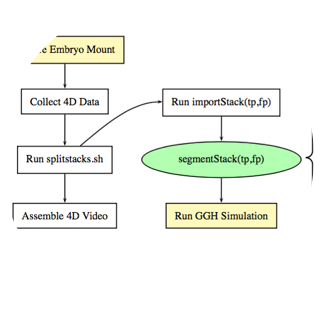 Embryo Mount
Collect 4D Data
Run importStack(tp,fp)
Run splitstacks.sh
segmentStack(tp,fp)
Assemble 4D Video
Run GGH Simulation